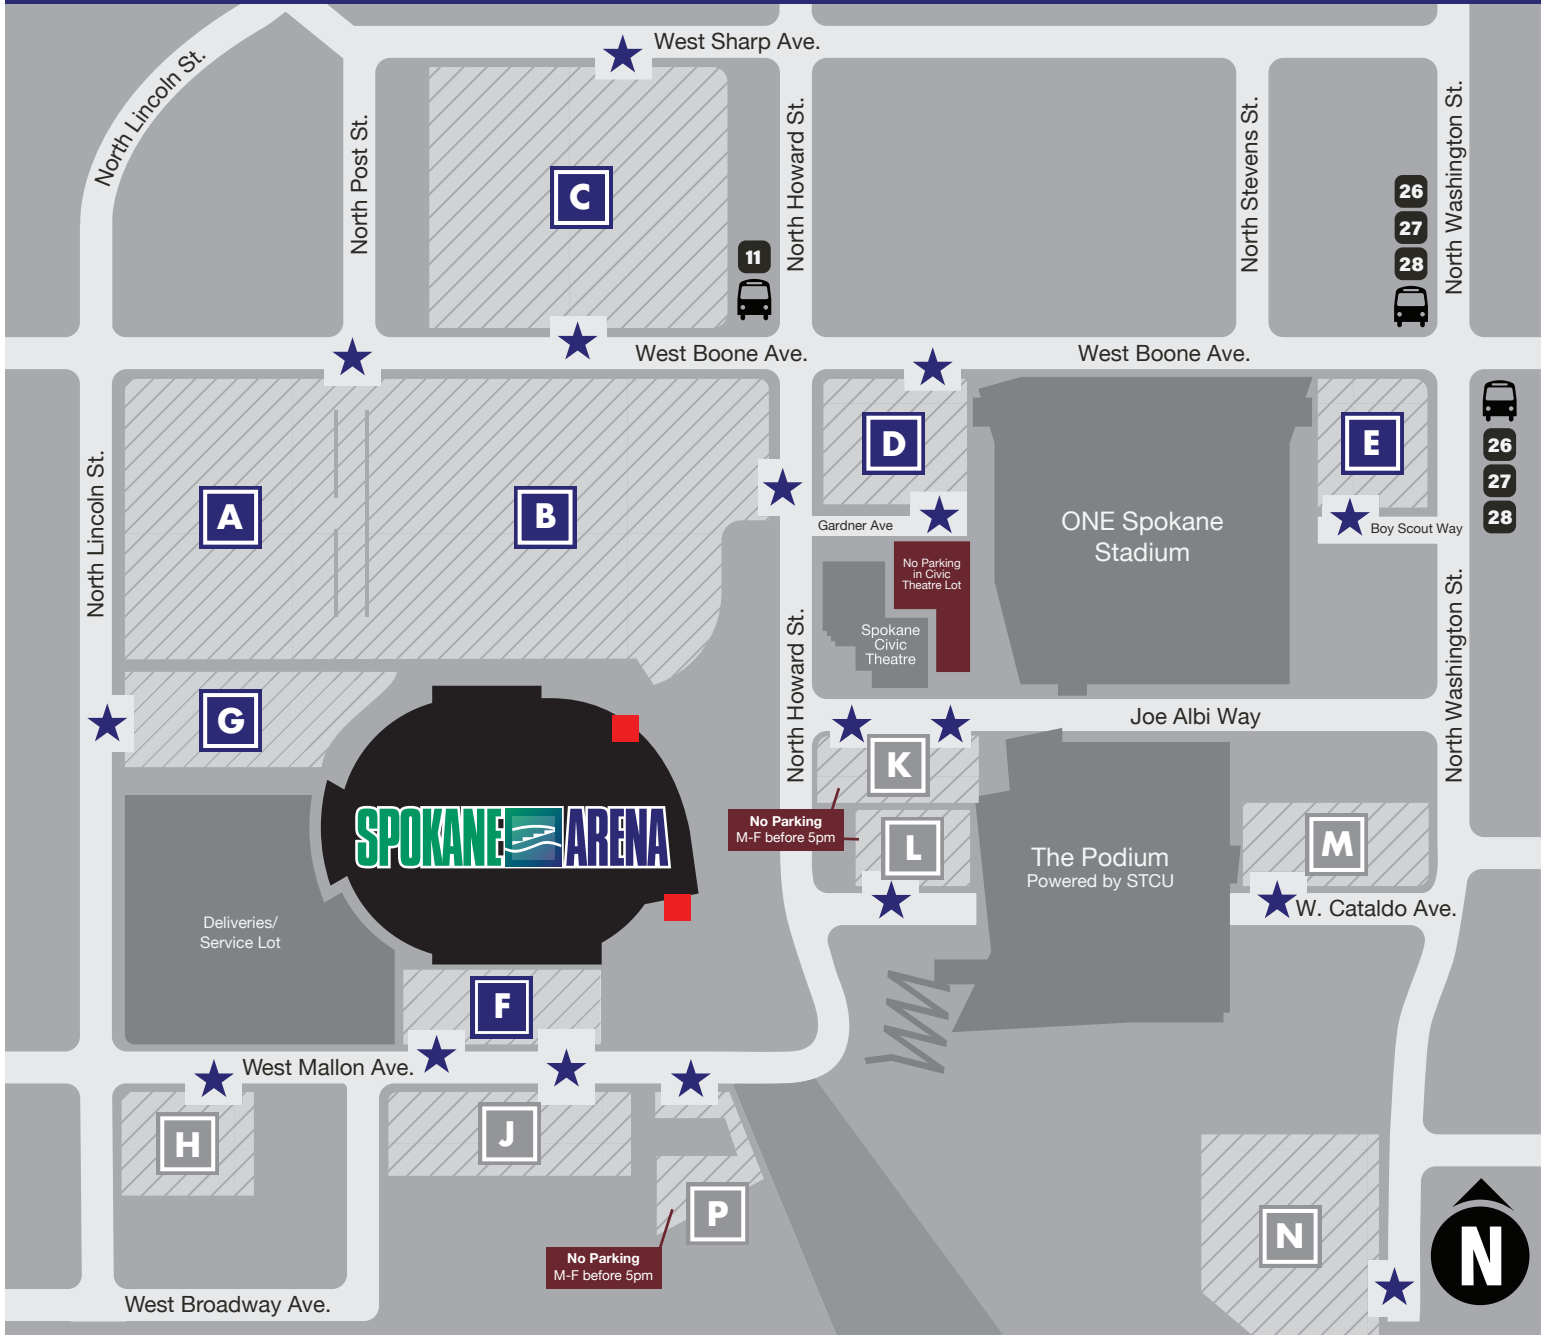 West Sharp Ave.
North Lincoln St.
North Post St.
North Howard St.
North Stevens St.
North Washington St.
C
11
26
27
28
West Boone Ave.
West Boone Ave.
A
B
D
E
26
27
28
North Lincoln St.
Gardner Ave
Boy Scout Way
ONE Spokane
Stadium
No Parking
in Civic
Theatre Lot
Spokane
Civic
Theatre
North Howard St.
North Washington St.
G
Joe Albi Way
K
No Parking
M-F before 5pm
L
SPOKANE ARENA
The Podium
Powered by STCU
M
W. Cataldo Ave.
Deliveries/
Service Lot
F
West Mallon Ave.
H
J
P
No Parking
M-F before 5pm
N
N
West Broadway Ave.